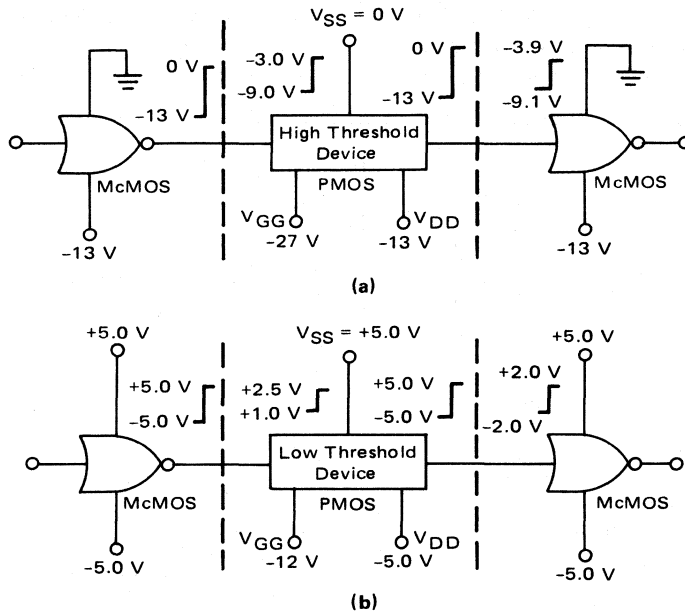 V_SS = 0 V
0 V
-13 V
-3.0 V
-9.0 V
0 V
-13 V
-3.9 V
-9.1 V
High Threshold
Device
McMOS
PMOS
McMOS
-13 V
V_GG
-27 V
V_DD
-13 V
-13 V
(a)
+5.0 V
V_SS = +5.0 V
+5.0 V
+5.0 V
-5.0 V
+2.5 V
+1.0 V
+5.0 V
-5.0 V
+2.0 V
-2.0 V
Low Threshold
Device
McMOS
PMOS
McMOS
-5.0 V
V_GG
-12 V
V_DD
-5.0 V
-5.0 V
(b)